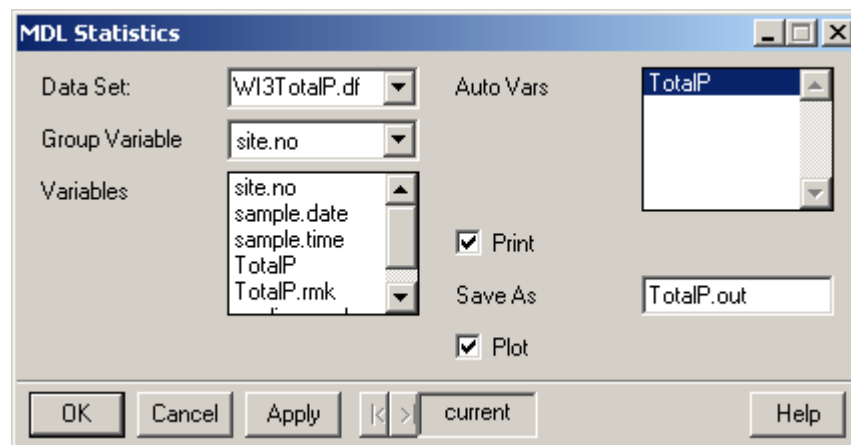 MDL Statistics
Data Set:
WI3TotalP.df
Auto Vars
TotalP
Group Variable
site.no
Variables
site.no
sample.date
sample.time
TotalP
TotalP.rmk
Print
Save As
TotalP.out
Plot
OK
Cancel
Apply
current
Help